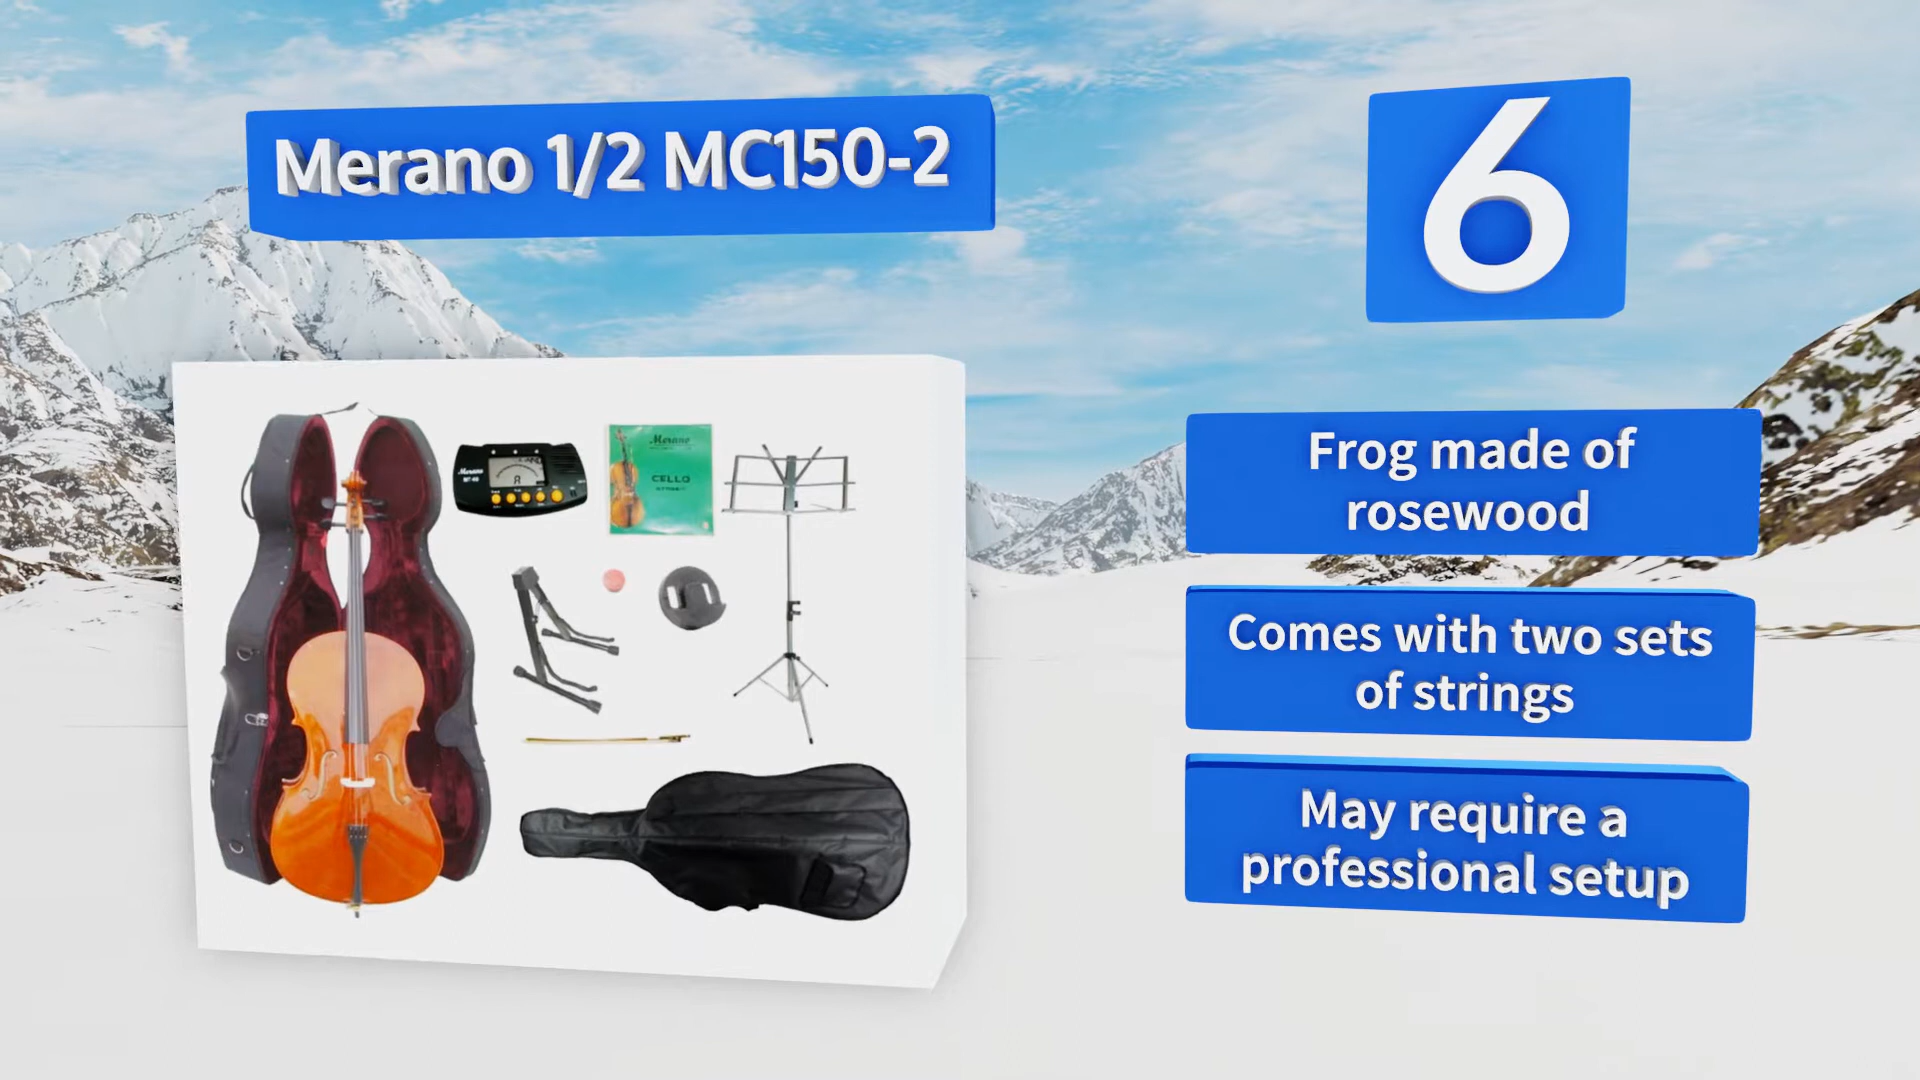 Merano 1/2 MC150-2
6
Merano
CELLO
Merano
A
Frog made of
rosewood
Comes with two sets
of strings
May require a
professional setup